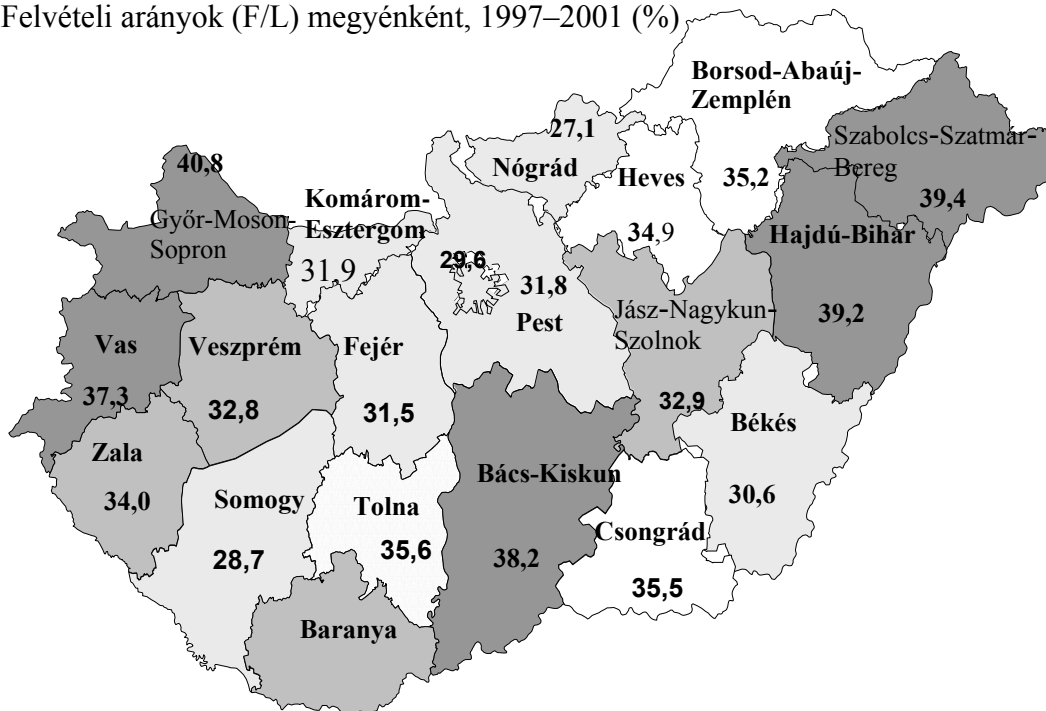 Felvételi arányok (F/L) megyénként, 1997–2001 (%)
Borsod-Abaúj-
Zemplén
35,2
27,1
Nógrád
Szabolcs-Szatmár-
Bereg
39,4
40,8
Győr-Moson-
Sopron
Komárom-
Esztergom
31,9
Heves
34,9
Hajdú-Bihar
39,2
29,6
31,8
Pest
Jász-Nagykun-
Szolnok
32,9
Vas
37,3
Veszprém
32,8
Fejér
31,5
Békés
30,6
Zala
34,0
Somogy
28,7
Tolna
35,6
Bács-Kiskun
38,2
Csongrád
35,5
Baranya